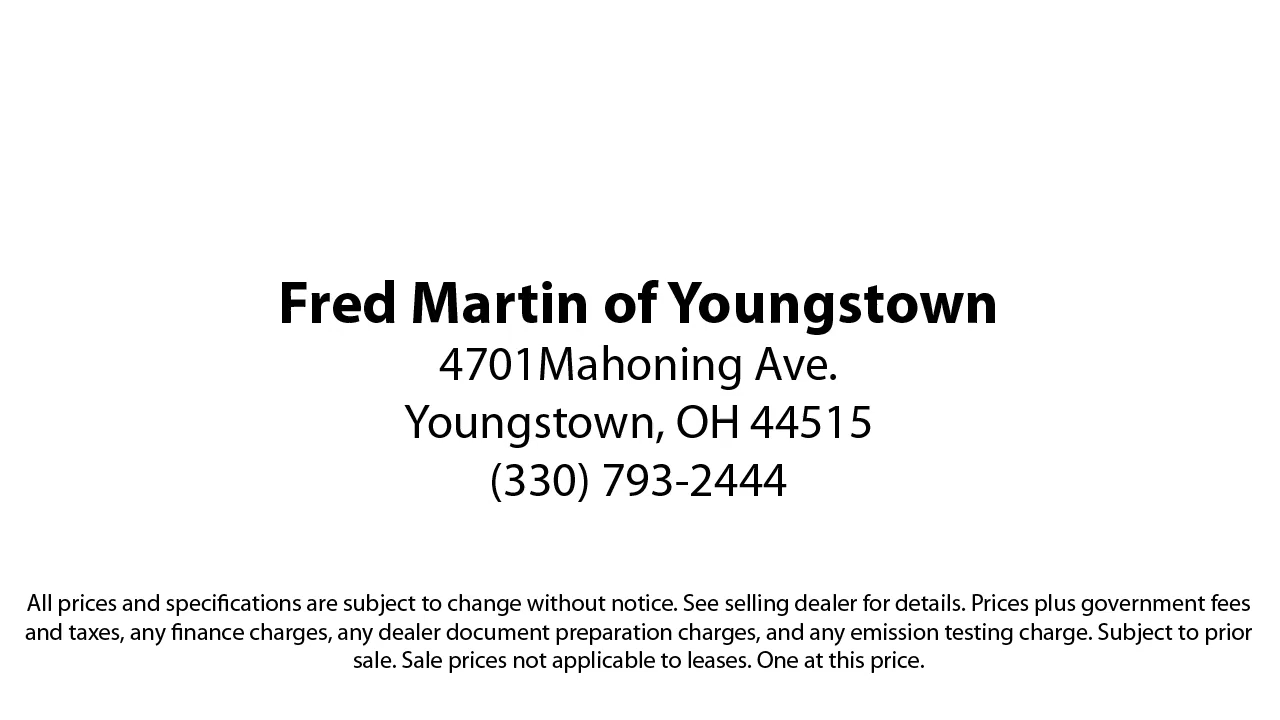 Fred Martin of Youngstown
4701Mahoning Ave.
Youngstown, OH 44515
(330) 793-2444
All prices and specifications are subject to change without notice. See selling dealer for details. Prices plus government fees
and taxes, any finance charges, any dealer document preparation charges, and any emission testing charge. Subject to prior
sale. Sale prices not applicable to leases. One at this price.